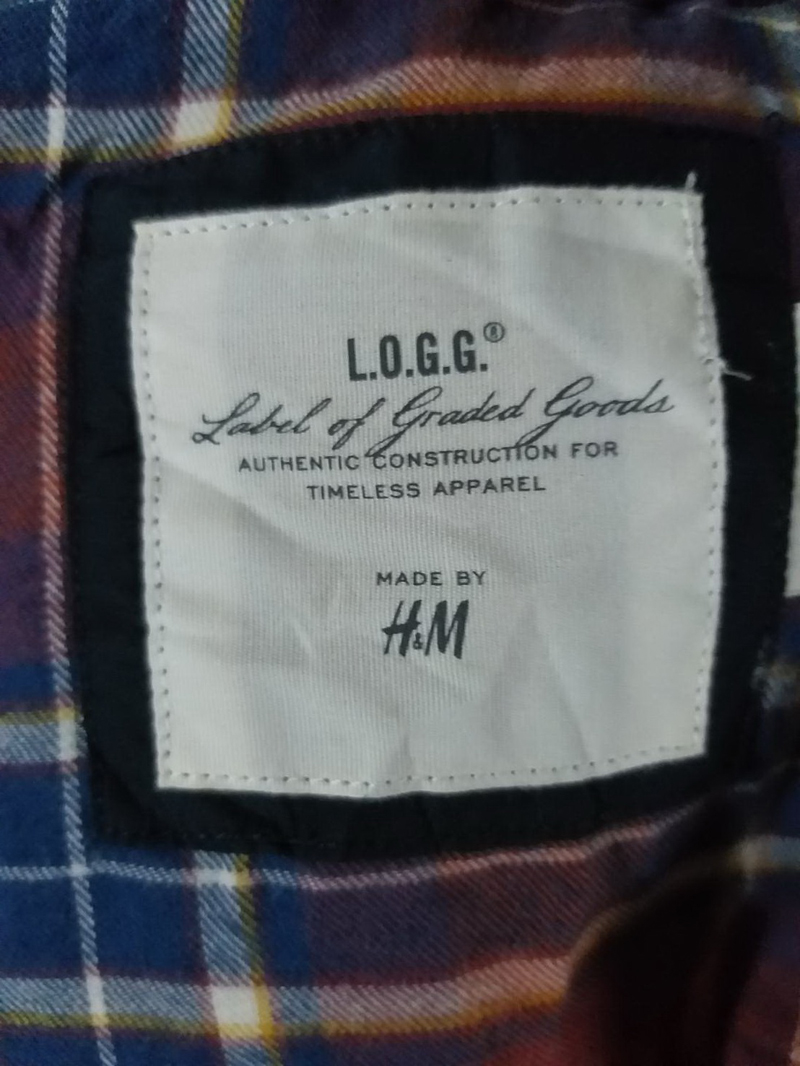 L.O.G.G.®
Label of Graded Goods
AUTHENTIC CONSTRUCTION FOR
TIMELESS APPAREL
MADE BY
H&M